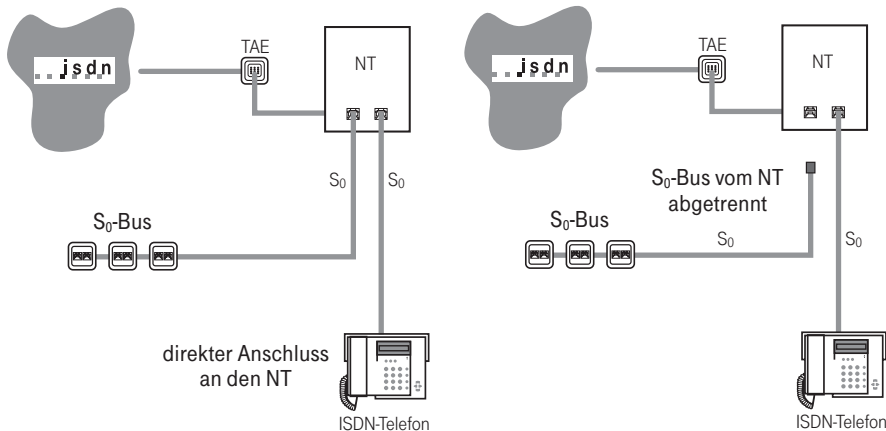 isdn
TAE
NT
S₀
S₀
S₀-Bus
direkter Anschluss
an den NT
ISDN-Telefon
isdn
TAE
NT
S₀-Bus vom NT
abgetrennt
S₀-Bus
S₀
S₀
ISDN-Telefon